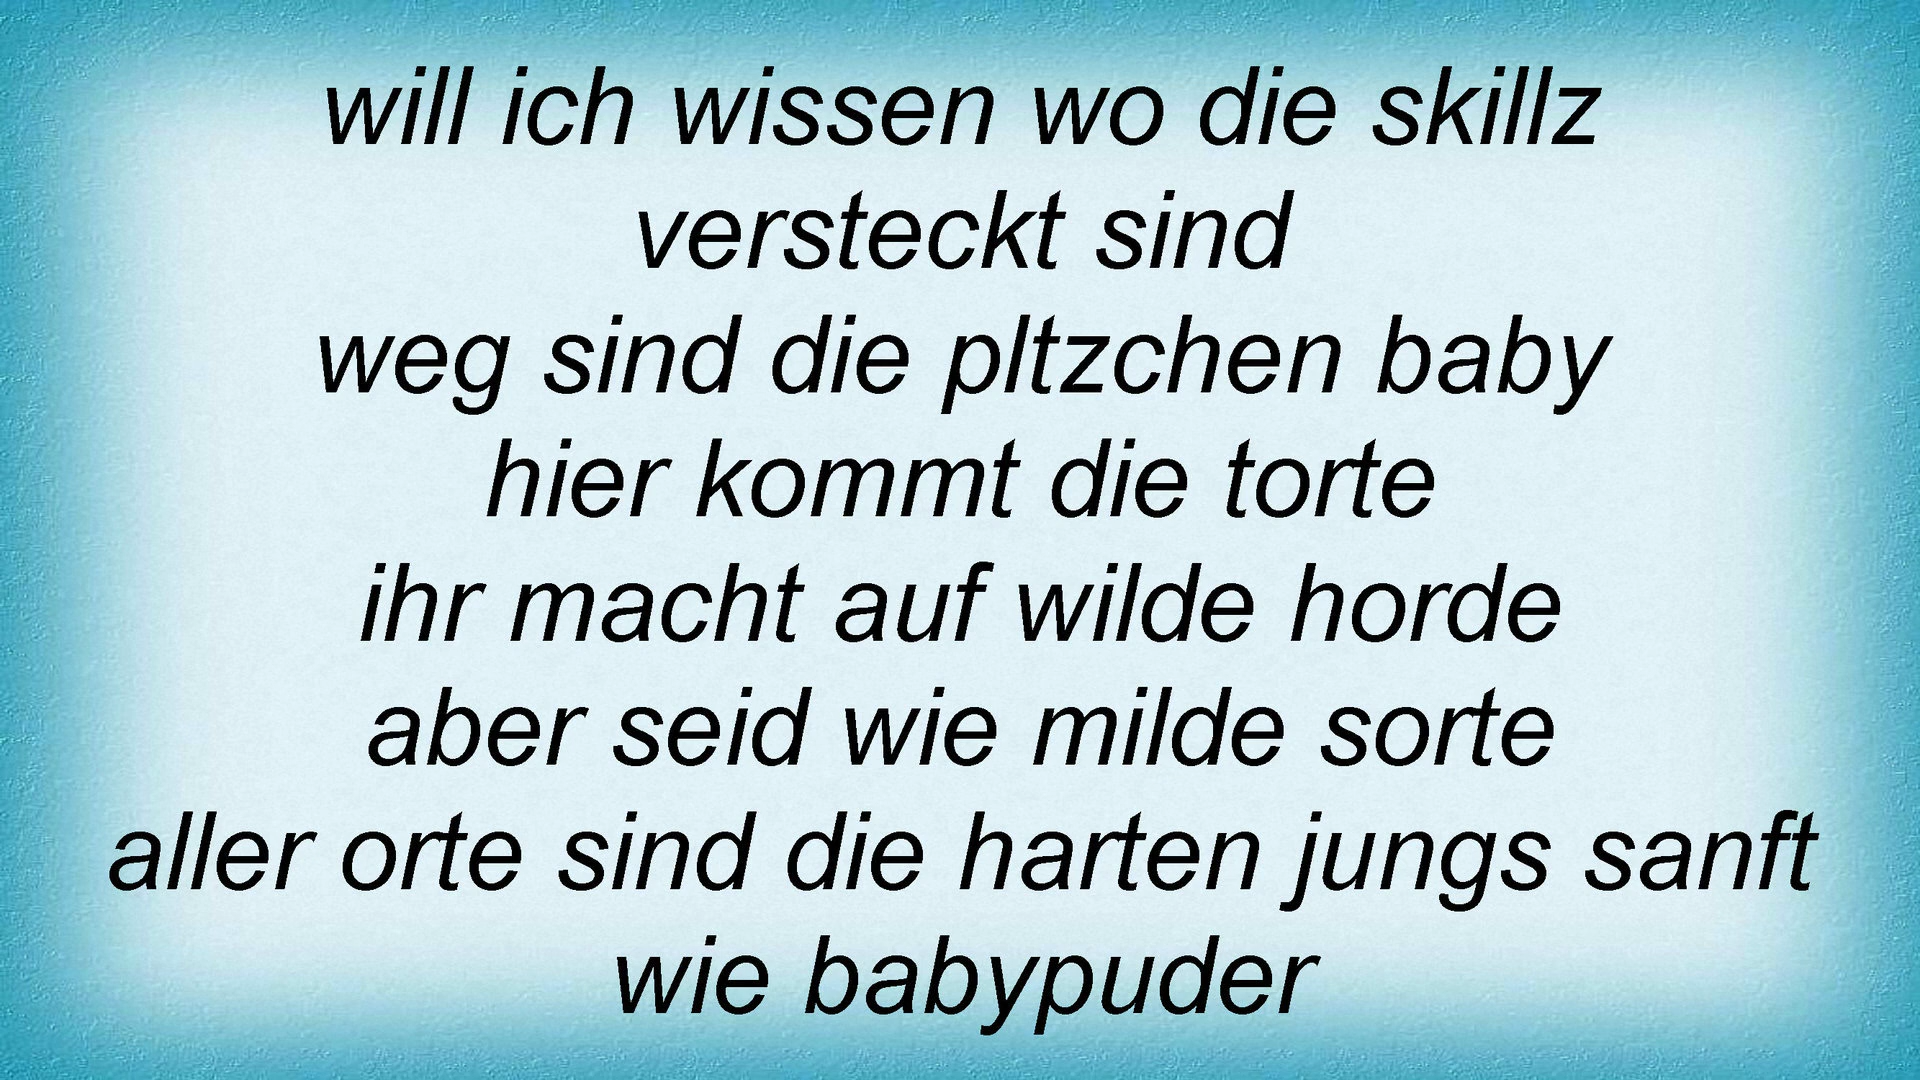 will ich wissen wo die skillz
versteckt sind
weg sind die pltzchen baby
hier kommt die torte
ihr macht auf wilde horde
aber seid wie milde sorte
aller orte sind die harten jungs sanft
wie babypuder